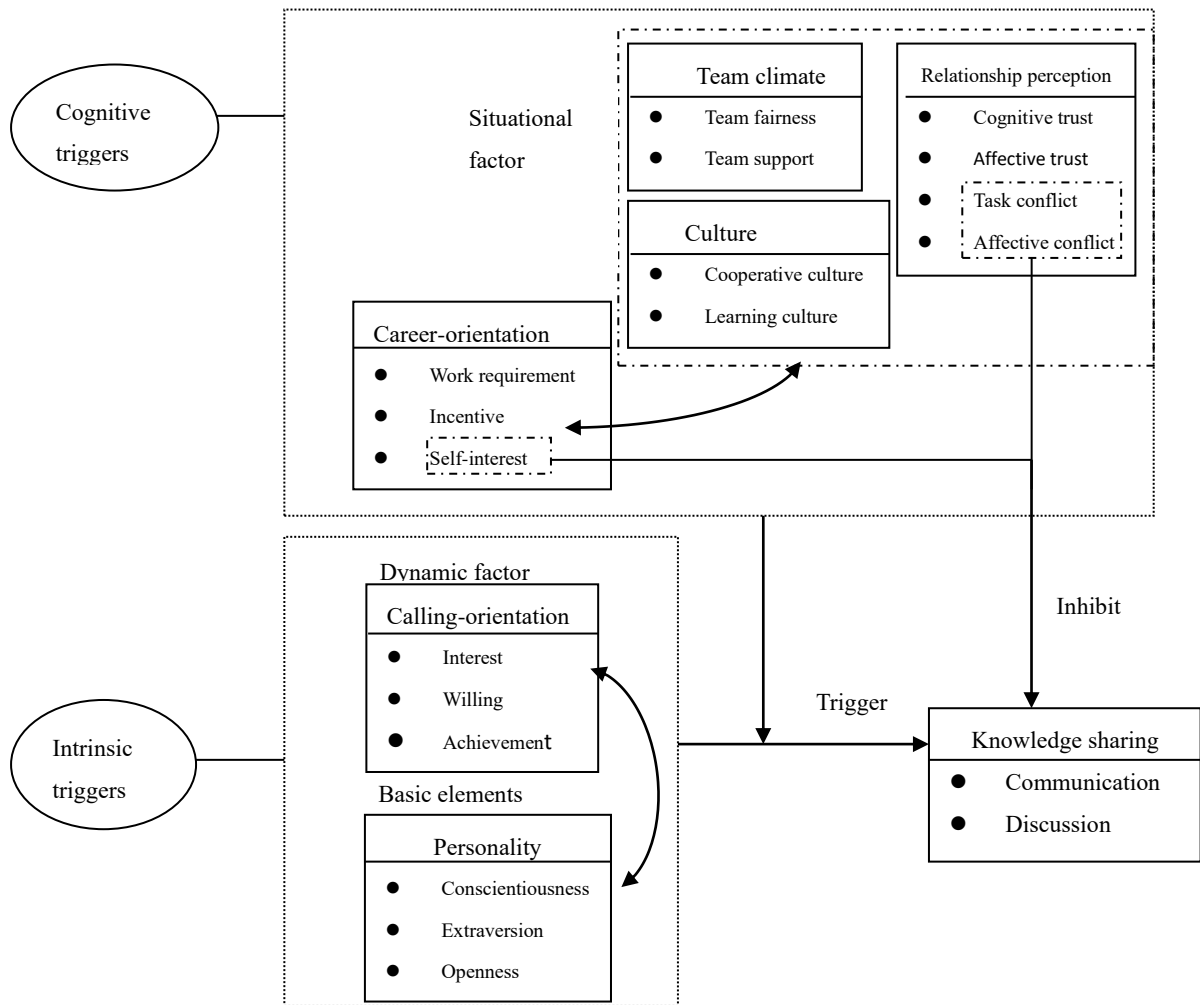 Cognitive
triggers
Situational
factor
Team climate
Team fairness
Team support
Relationship perception
Cognitive trust
Affective trust
Task conflict
Affective conflict
Culture
Cooperative culture
Learning culture
Career-orientation
Work requirement
Incentive
Self-interest
Inhibit
Dynamic factor
Calling-orientation
Interest
Willing
Achievement
Intrinsic
triggers
Trigger
Basic elements
Personality
Conscientiousness
Extraversion
Openness
Knowledge sharing
Communication
Discussion